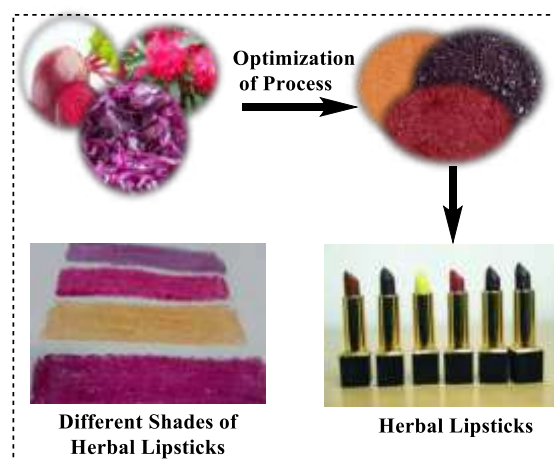 Optimization
of Process
Different Shades of
Herbal Lipsticks
Herbal Lipsticks